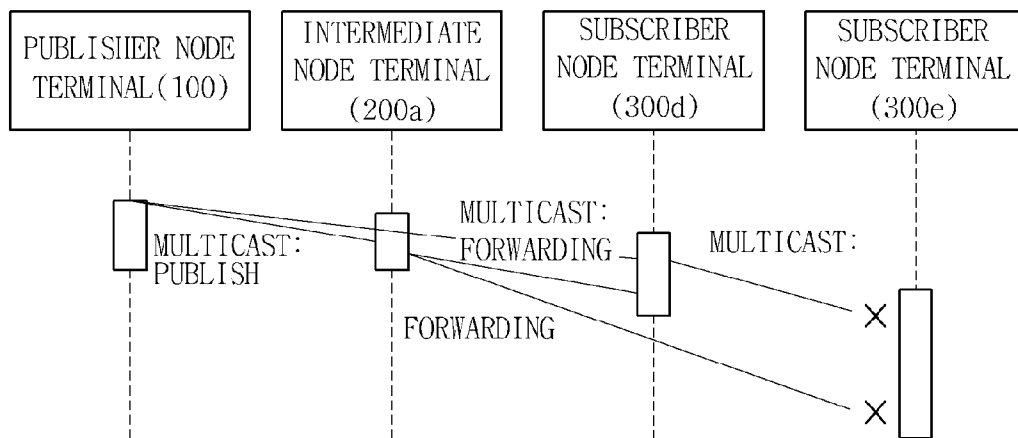 PUBLISHER NODE
TERMINAL(100)
INTERMEDIATE
NODE TERMINAL
(200a)
SUBSCRIBER
NODE TERMINAL
(300d)
SUBSCRIBER
NODE TERMINAL
(300e)
MULTICAST:
PUBLISH
MULTICAST:
FORWARDING
MULTICAST:
FORWARDING